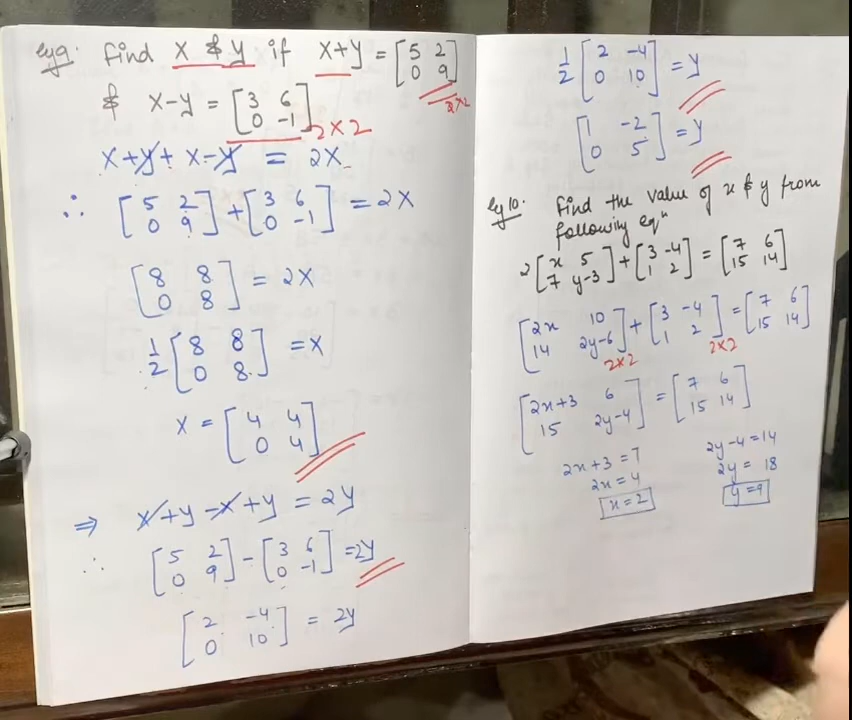 Eg 9. Find X & Y if X+Y = [5 2
0 9] 2×2
& X-Y = [3 6
0 -1] 2×2
X+Y+X-Y = 2X
∴ [5 2
0 9] + [3 6
0 -1] = 2X
[8 8
0 8] = 2X
1/2 [8 8
0 8] = X
X = [4 4
0 4]
⇒ X+Y-X+Y = 2Y
∴ [5 2
0 9] - [3 6
0 -1] = 2Y
[2 -4
0 10] = 2Y
1/2 [2 -4
0 10] = Y
[1 -2
0 5] = Y
Eg 10. Find the value of x & y from
following eqⁿ
2 [x 5
7 y-3] + [3 -4
1 2] = [7 6
15 14]
[2x 10
14 2y-6] 2×2 + [3 -4
1 2] 2×2 = [7 6
15 14]
[2x+3 6
15 2y-4] = [7 6
15 14]
2x+3 = 7
2x = 4
x = 2
2y-4 = 14
2y = 18
y = 9